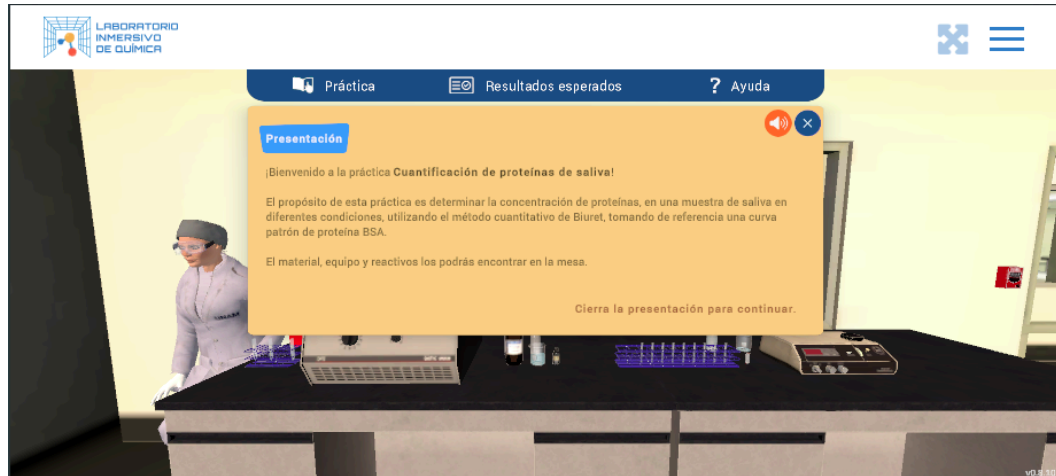 LABORATORIO
INMERSIVO
DE QUÍMICA
Práctica
Resultados esperados
? Ayuda
Presentación
¡Bienvenido a la práctica Cuantificación de proteínas de saliva!
El propósito de esta práctica es determinar la concentración de proteínas, en una muestra de saliva en
diferentes condiciones, utilizando el método cuantitativo de Biuret, tomando de referencia una curva
patrón de proteína BSA.
El material, equipo y reactivos los podrás encontrar en la mesa.
Cierra la presentación para continuar.
UNAM